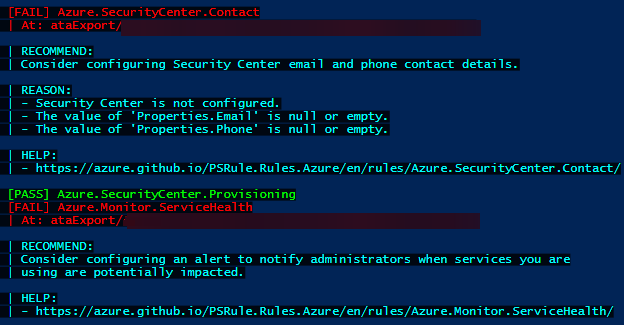 [FAIL] Azure.SecurityCenter.Contact
| At: ataExport/
| RECOMMEND:
| Consider configuring Security Center email and phone contact details.
| REASON:
| - Security Center is not configured.
| - The value of 'Properties.Email' is null or empty.
| - The value of 'Properties.Phone' is null or empty.
| HELP:
| - https://azure.github.io/PSRule.Rules.Azure/en/rules/Azure.SecurityCenter.Contact/
[PASS] Azure.SecurityCenter.Provisioning
[FAIL] Azure.Monitor.ServiceHealth
| At: ataExport/
| RECOMMEND:
| Consider configuring an alert to notify administrators when services you are
| using are potentially impacted.
| HELP:
| - https://azure.github.io/PSRule.Rules.Azure/en/rules/Azure.Monitor.ServiceHealth/